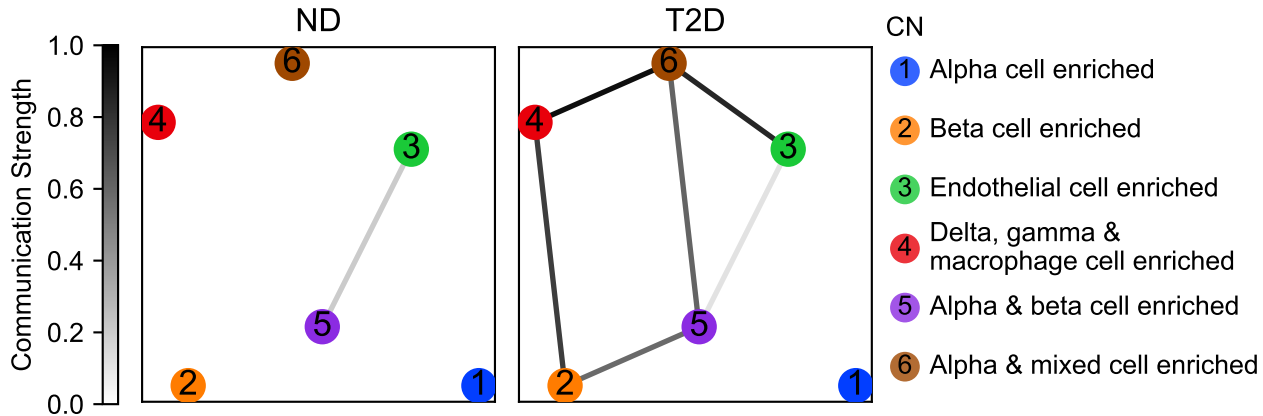 ND
T2D
CN
Communication Strength
1.0
0.8
0.6
0.4
0.2
0.0
6
4
3
5
2
1
6
4
3
5
2
1
1 Alpha cell enriched
2 Beta cell enriched
3 Endothelial cell enriched
4 Delta, gamma &
macrophage cell enriched
5 Alpha & beta cell enriched
6 Alpha & mixed cell enriched